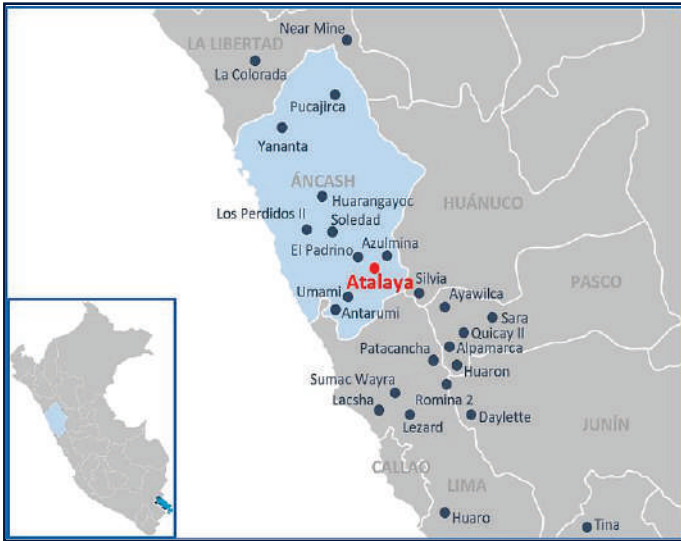 Near Mine
LA LIBERTAD
La Colorada
Pucajirca
Yananta
ÁNCASH
HUÁNUCO
Huarangayoc
Los Perdidos II
Soledad
El Padrino
Azulmina
PASCO
Atalaya
Silvia
Umami
Ayawilca
Antarumi
Sara
Quicay II
Patacancha
Alpamarca
Huaron
Sumac Wayra
Romina 2
Lacsha
Lezard
Daylette
JUNÍN
CALLAO
LIMA
Huaro
Tina